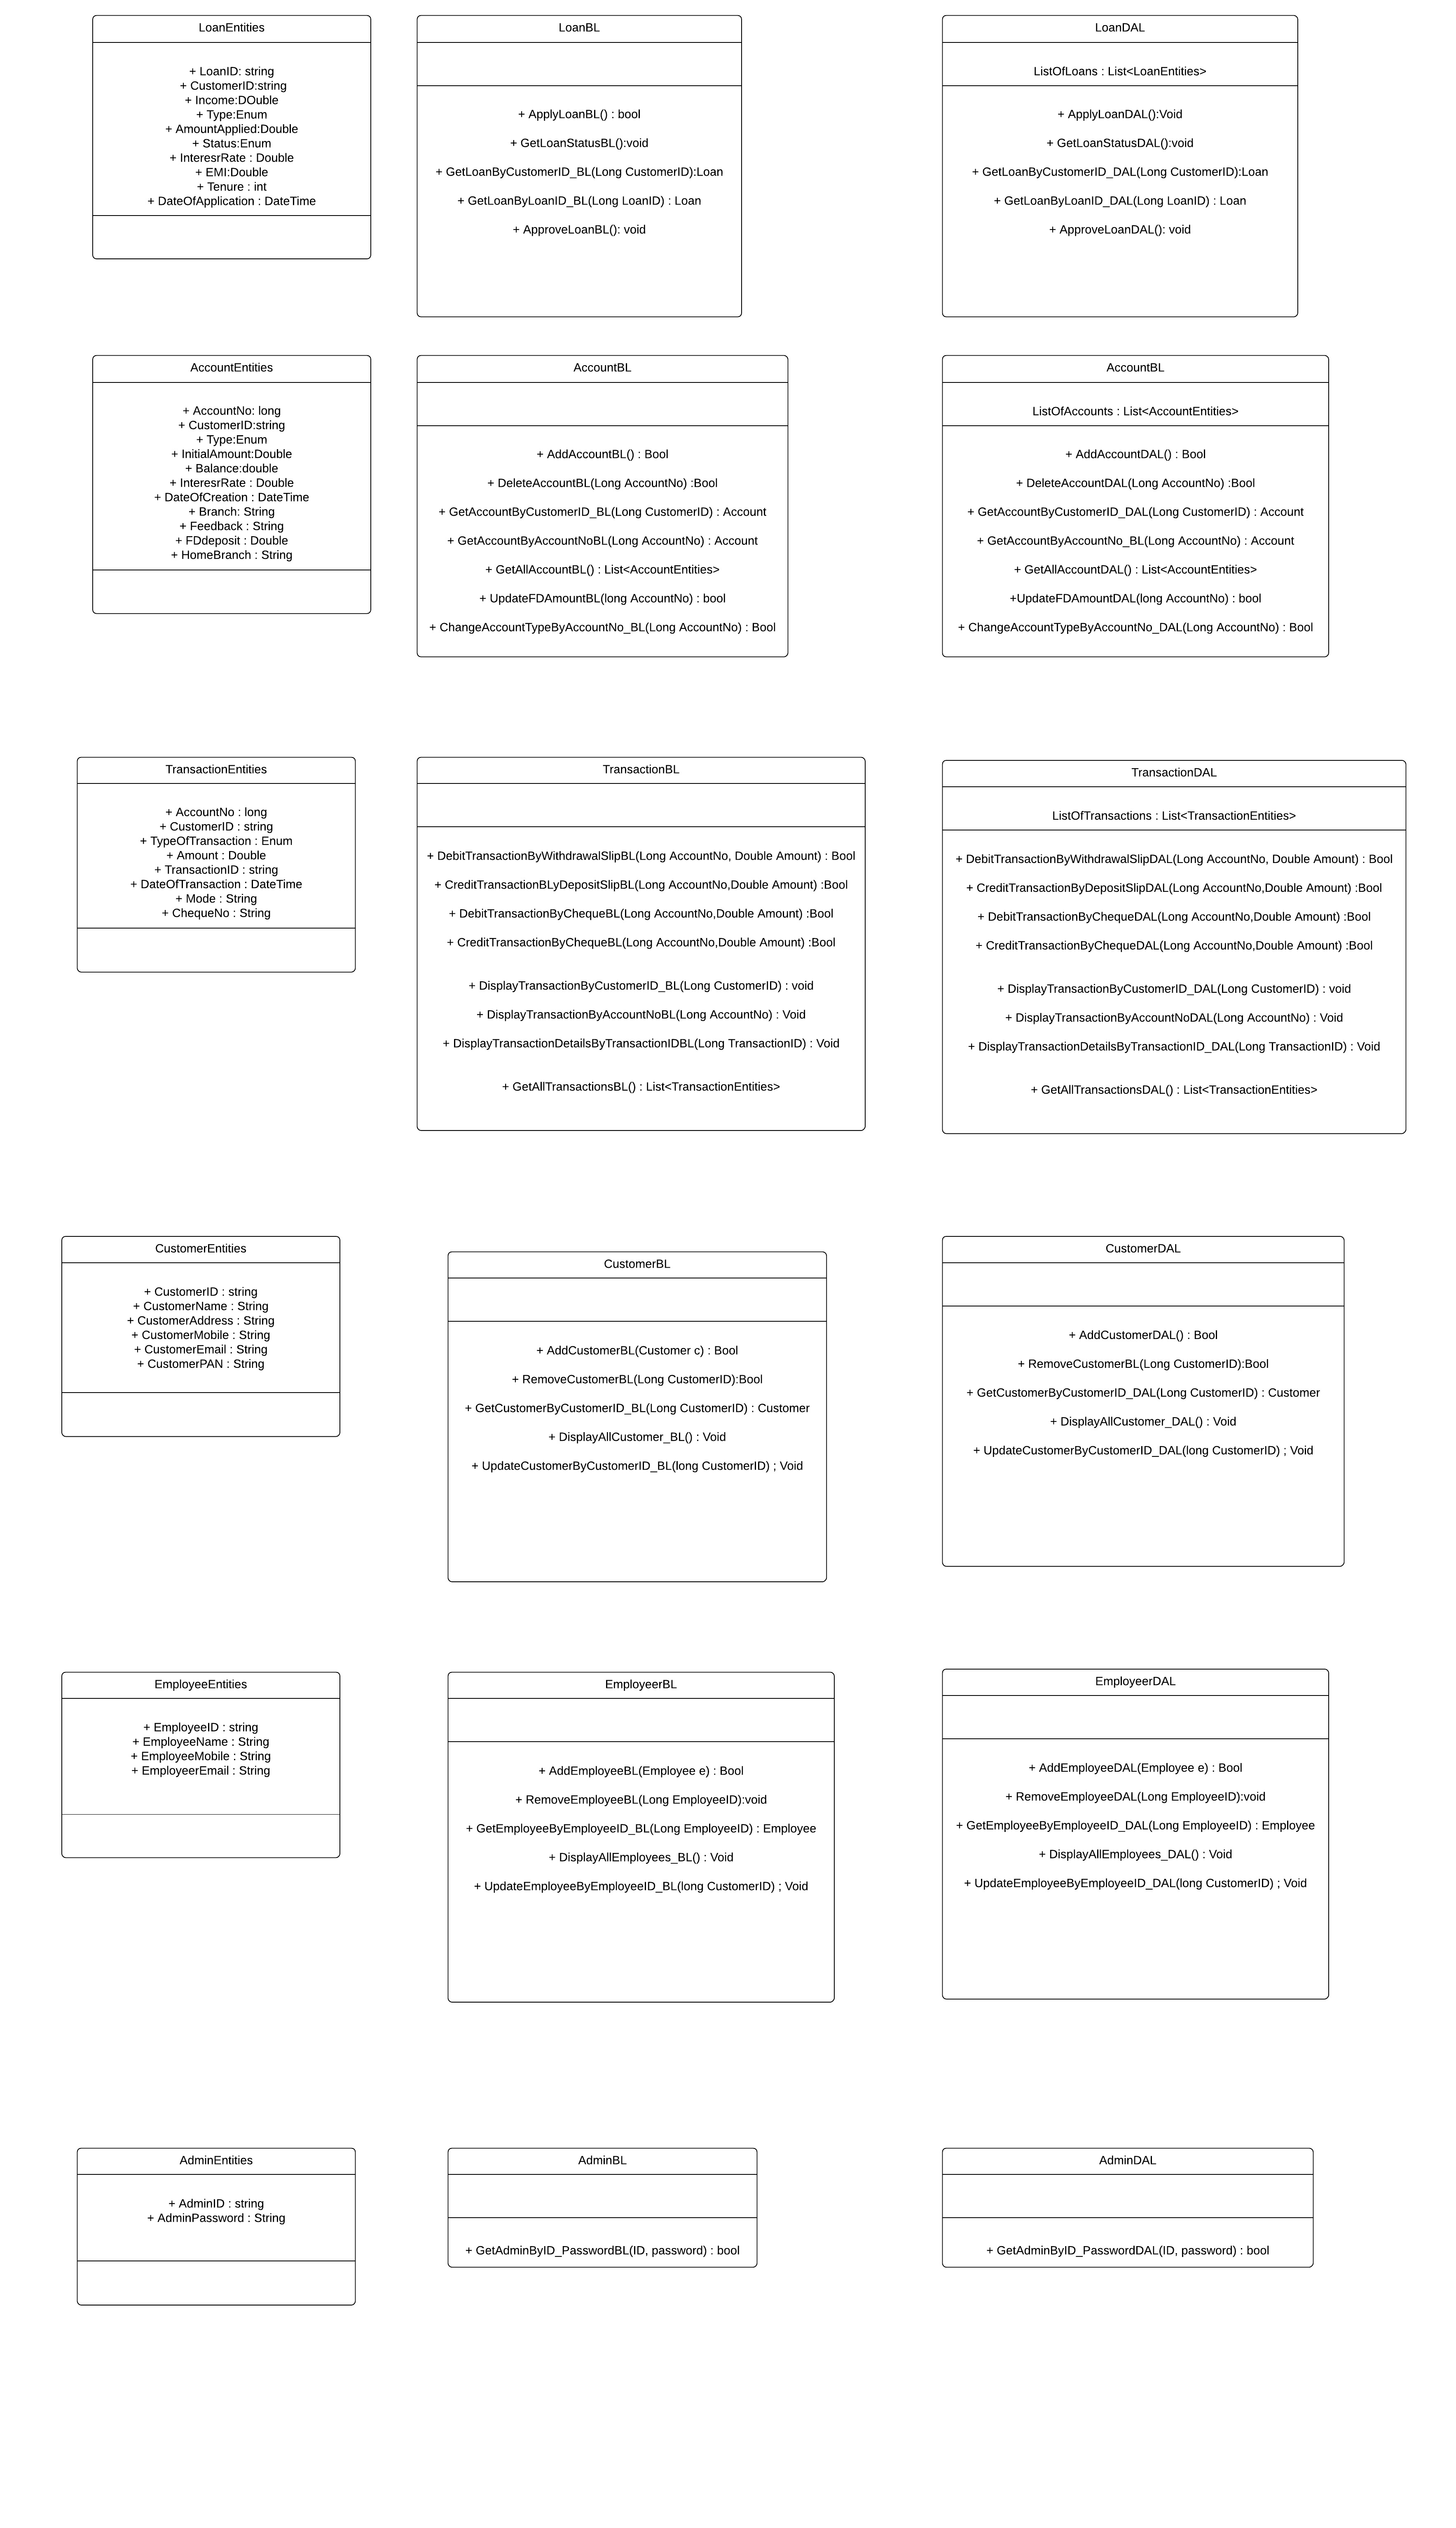 LoanEntities
+ LoanID: string
+ CustomerID:string
+ Income:DOuble
+ Type:Enum
+ AmountApplied:Double
+ Status:Enum
+ InteresrRate : Double
+ EMI:Double
+ Tenure : int
+ DateOfApplication : DateTime
LoanBL
+ ApplyLoanBL() : bool
+ GetLoanStatusBL():void
+ GetLoanByCustomerID_BL(Long CustomerID):Loan
+ GetLoanByLoanID_BL(Long LoanID) : Loan
+ ApproveLoanBL(): void
LoanDAL
ListOfLoans : List<LoanEntities>
+ ApplyLoanDAL():Void
+ GetLoanStatusDAL():void
+ GetLoanByCustomerID_DAL(Long CustomerID):Loan
+ GetLoanByLoanID_DAL(Long LoanID) : Loan
+ ApproveLoanDAL(): void
AccountEntities
+ AccountNo: long
+ CustomerID:string
+ Type:Enum
+ InitialAmount:Double
+ Balance:double
+ InteresrRate : Double
+ DateOfCreation : DateTime
+ Branch: String
+ Feedback : String
+ FDdeposit : Double
+ HomeBranch : String
AccountBL
+ AddAccountBL() : Bool
+ DeleteAccountBL(Long AccountNo) :Bool
+ GetAccountByCustomerID_BL(Long CustomerID) : Account
+ GetAccountByAccountNoBL(Long AccountNo) : Account
+ GetAllAccountBL() : List<AccountEntities>
+ UpdateFDAmountBL(long AccountNo) : bool
+ ChangeAccountTypeByAccountNo_BL(Long AccountNo) : Bool
AccountBL
ListOfAccounts : List<AccountEntities>
+ AddAccountDAL() : Bool
+ DeleteAccountDAL(Long AccountNo) :Bool
+ GetAccountByCustomerID_DAL(Long CustomerID) : Account
+ GetAccountByAccountNo_BL(Long AccountNo) : Account
+ GetAllAccountDAL() : List<AccountEntities>
+UpdateFDAmountDAL(long AccountNo) : bool
+ ChangeAccountTypeByAccountNo_DAL(Long AccountNo) : Bool
TransactionEntities
+ AccountNo : long
+ CustomerID : string
+ TypeOfTransaction : Enum
+ Amount : Double
+ TransactionID : string
+ DateOfTransaction : DateTime
+ Mode : String
+ ChequeNo : String
TransactionBL
+ DebitTransactionByWithdrawalSlipBL(Long AccountNo, Double Amount) : Bool
+ CreditTransactionBLyDepositSlipBL(Long AccountNo,Double Amount) :Bool
+ DebitTransactionByChequeBL(Long AccountNo,Double Amount) :Bool
+ CreditTransactionByChequeBL(Long AccountNo,Double Amount) :Bool
+ DisplayTransactionByCustomerID_BL(Long CustomerID) : void
+ DisplayTransactionByAccountNoBL(Long AccountNo) : Void
+ DisplayTransactionDetailsByTransactionIDBL(Long TransactionID) : Void
+ GetAllTransactionsBL() : List<TransactionEntities>
TransactionDAL
ListOfTransactions : List<TransactionEntities>
+ DebitTransactionByWithdrawalSlipDAL(Long AccountNo, Double Amount) : Bool
+ CreditTransactionByDepositSlipDAL(Long AccountNo,Double Amount) :Bool
+ DebitTransactionByChequeDAL(Long AccountNo,Double Amount) :Bool
+ CreditTransactionByChequeDAL(Long AccountNo,Double Amount) :Bool
+ DisplayTransactionByCustomerID_DAL(Long CustomerID) : void
+ DisplayTransactionByAccountNoDAL(Long AccountNo) : Void
+ DisplayTransactionDetailsByTransactionID_DAL(Long TransactionID) : Void
+ GetAllTransactionsDAL() : List<TransactionEntities>
CustomerEntities
+ CustomerID : string
+ CustomerName : String
+ CustomerAddress : String
+ CustomerMobile : String
+ CustomerEmail : String
+ CustomerPAN : String
CustomerBL
+ AddCustomerBL(Customer c) : Bool
+ RemoveCustomerBL(Long CustomerID):Bool
+ GetCustomerByCustomerID_BL(Long CustomerID) : Customer
+ DisplayAllCustomer_BL() : Void
+ UpdateCustomerByCustomerID_BL(long CustomerID) ; Void
CustomerDAL
+ AddCustomerDAL() : Bool
+ RemoveCustomerBL(Long CustomerID):Bool
+ GetCustomerByCustomerID_DAL(Long CustomerID) : Customer
+ DisplayAllCustomer_DAL() : Void
+ UpdateCustomerByCustomerID_DAL(long CustomerID) ; Void
EmployeeEntities
+ EmployeeID : string
+ EmployeeName : String
+ EmployeeMobile : String
+ EmployeerEmail : String
EmployeerBL
+ AddEmployeeBL(Employee e) : Bool
+ RemoveEmployeeBL(Long EmployeeID):void
+ GetEmployeeByEmployeeID_BL(Long EmployeeID) : Employee
+ DisplayAllEmployees_BL() : Void
+ UpdateEmployeeByEmployeeID_BL(long CustomerID) ; Void
EmployeerDAL
+ AddEmployeeDAL(Employee e) : Bool
+ RemoveEmployeeDAL(Long EmployeeID):void
+ GetEmployeeByEmployeeID_DAL(Long EmployeeID) : Employee
+ DisplayAllEmployees_DAL() : Void
+ UpdateEmployeeByEmployeeID_DAL(long CustomerID) ; Void
AdminEntities
+ AdminID : string
+ AdminPassword : String
AdminBL
+ GetAdminByID_PasswordBL(ID, password) : bool
AdminDAL
+ GetAdminByID_PasswordDAL(ID, password) : bool